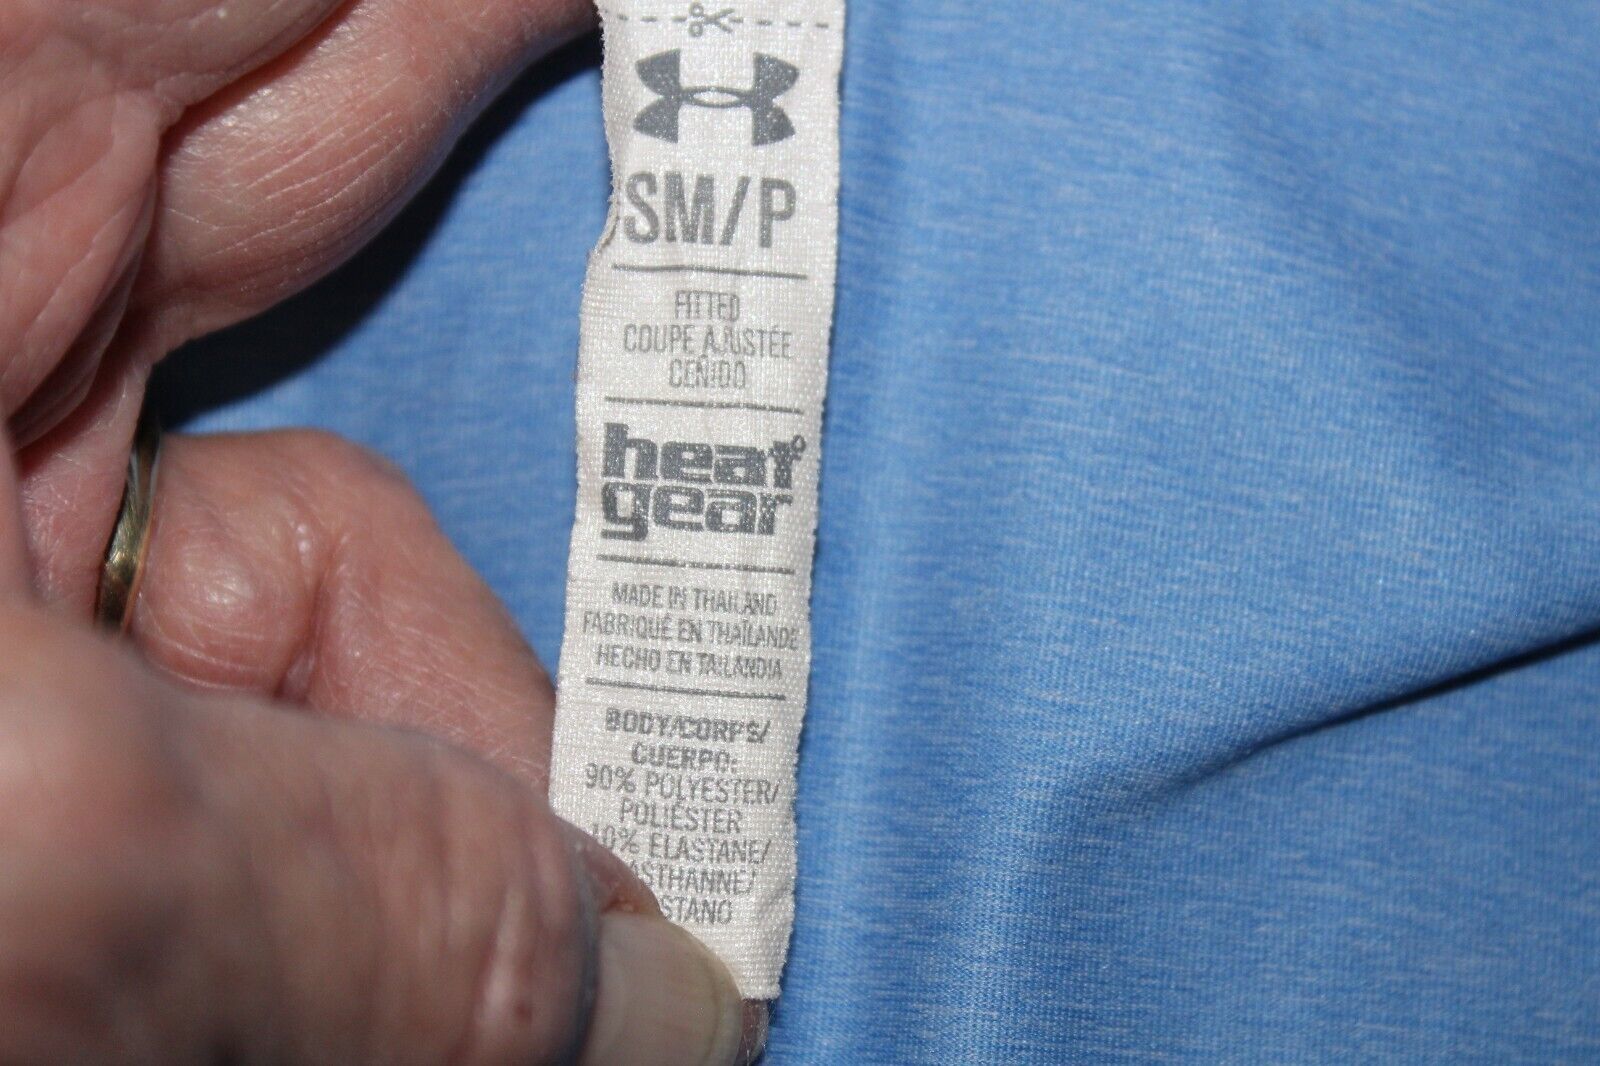 SM/P
FITTED
COUPE AJUSTÉE
CEÑIDO
heat
gear
MADE IN THAILAND
FABRIQUÉ EN THAÏLANDE
HECHO EN TAILANDIA
BODY/CORPS/
CUERPO:
90% POLYESTER/
POLIÉSTER
10% ELASTANE/